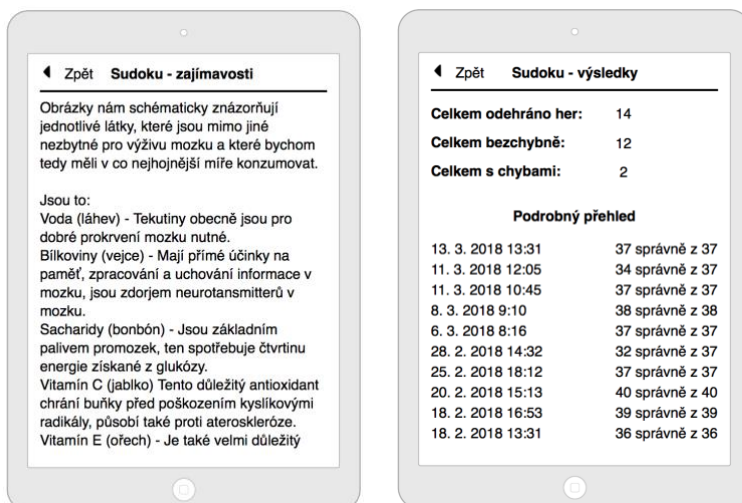 Zpět Sudoku - zajímavosti
Obrázky nám schématicky znázorňují
jednotlivé látky, které jsou mimo jiné
nezbytné pro výživu mozku a které bychom
tedy měli v co nejhojnější míře konzumovat.
Jsou to:
Voda (láhev) - Tekutiny obecně jsou pro
dobré prokrvení mozku nutné.
Bílkoviny (vejce) - Mají přímé účinky na
paměť, zpracování a uchování informace v
mozku, jsou zdorjem neurotansmitterů v
mozku.
Sacharidy (bonbón) - Jsou základním
palivem promozek, ten spotřebuje čtvrtinu
energie získané z glukózy.
Vitamín C (jablko) Tento důležitý antioxidant
chrání buňky před poškozením kyslíkovými
radikály, působí také proti ateroskleróze.
Vitamín E (ořech) - Je také velmi důležitý
Zpět Sudoku - výsledky
Celkem odehráno her: 14
Celkem bezchybně: 12
Celkem s chybami: 2
Podrobný přehled
13. 3. 2018 13:31 37 správně z 37
11. 3. 2018 12:05 34 správně z 37
11. 3. 2018 10:45 37 správně z 37
8. 3. 2018 9:10 38 správně z 38
6. 3. 2018 8:16 37 správně z 37
28. 2. 2018 14:32 32 správně z 37
25. 2. 2018 18:12 37 správně z 37
20. 2. 2018 15:13 40 správně z 40
18. 2. 2018 16:53 39 správně z 39
18. 2. 2018 13:31 36 správně z 36